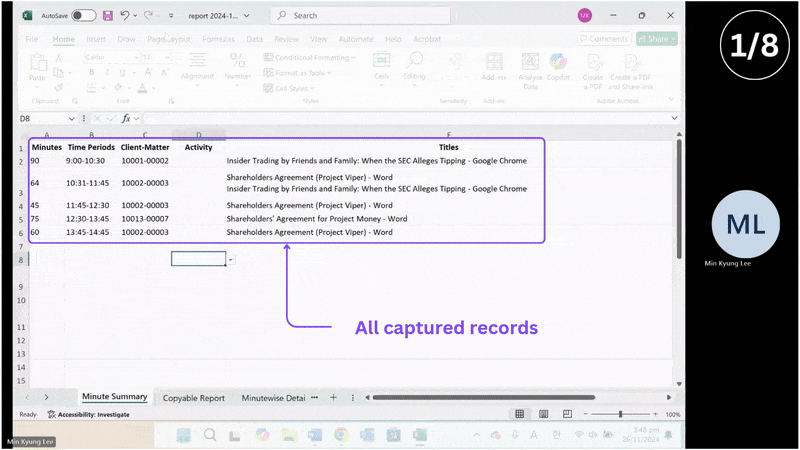 AutoSave
report 2024-1...
Search
MK
1/8
File Home Insert Draw Page Layout Formulas Data Review View Automate Help Acrobat
Comments Share
Paste
Calibri
B I U
Alignment
Number
Conditional Formatting
Format as Table
Cell Styles
Cells
Editing
Add-ins
Analyse Data
Copilot
Create a PDF
Create a PDF and Share link
Clipboard Font Styles Sensitivity Add-ins Adobe Acrobat
D8
fx
A B C D E
1 Minutes Time Periods Client-Matter Activity Titles
2 90 9:00-10:30 10001-00002 Insider Trading by Friends and Family: When the SEC Alleges Tipping - Google Chrome
Shareholders Agreement (Project Viper) - Word
3 64 10:31-11:45 10002-00003 Insider Trading by Friends and Family: When the SEC Alleges Tipping - Google Chrome
4 45 11:45-12:30 10002-00003 Shareholders Agreement (Project Viper) - Word
5 75 12:30-13:45 10013-00007 Shareholders' Agreement for Project Money - Word
6 60 13:45-14:45 10002-00003 Shareholders Agreement (Project Viper) - Word
7
8
9
10
11
12
13
14
15
All captured records
ML
Min Kyung Lee
Minute Summary Copyable Report Minutewise Detai ...
Ready Accessibility: Investigate
100%
Min Kyung Lee
3:48 pm
26/11/2024